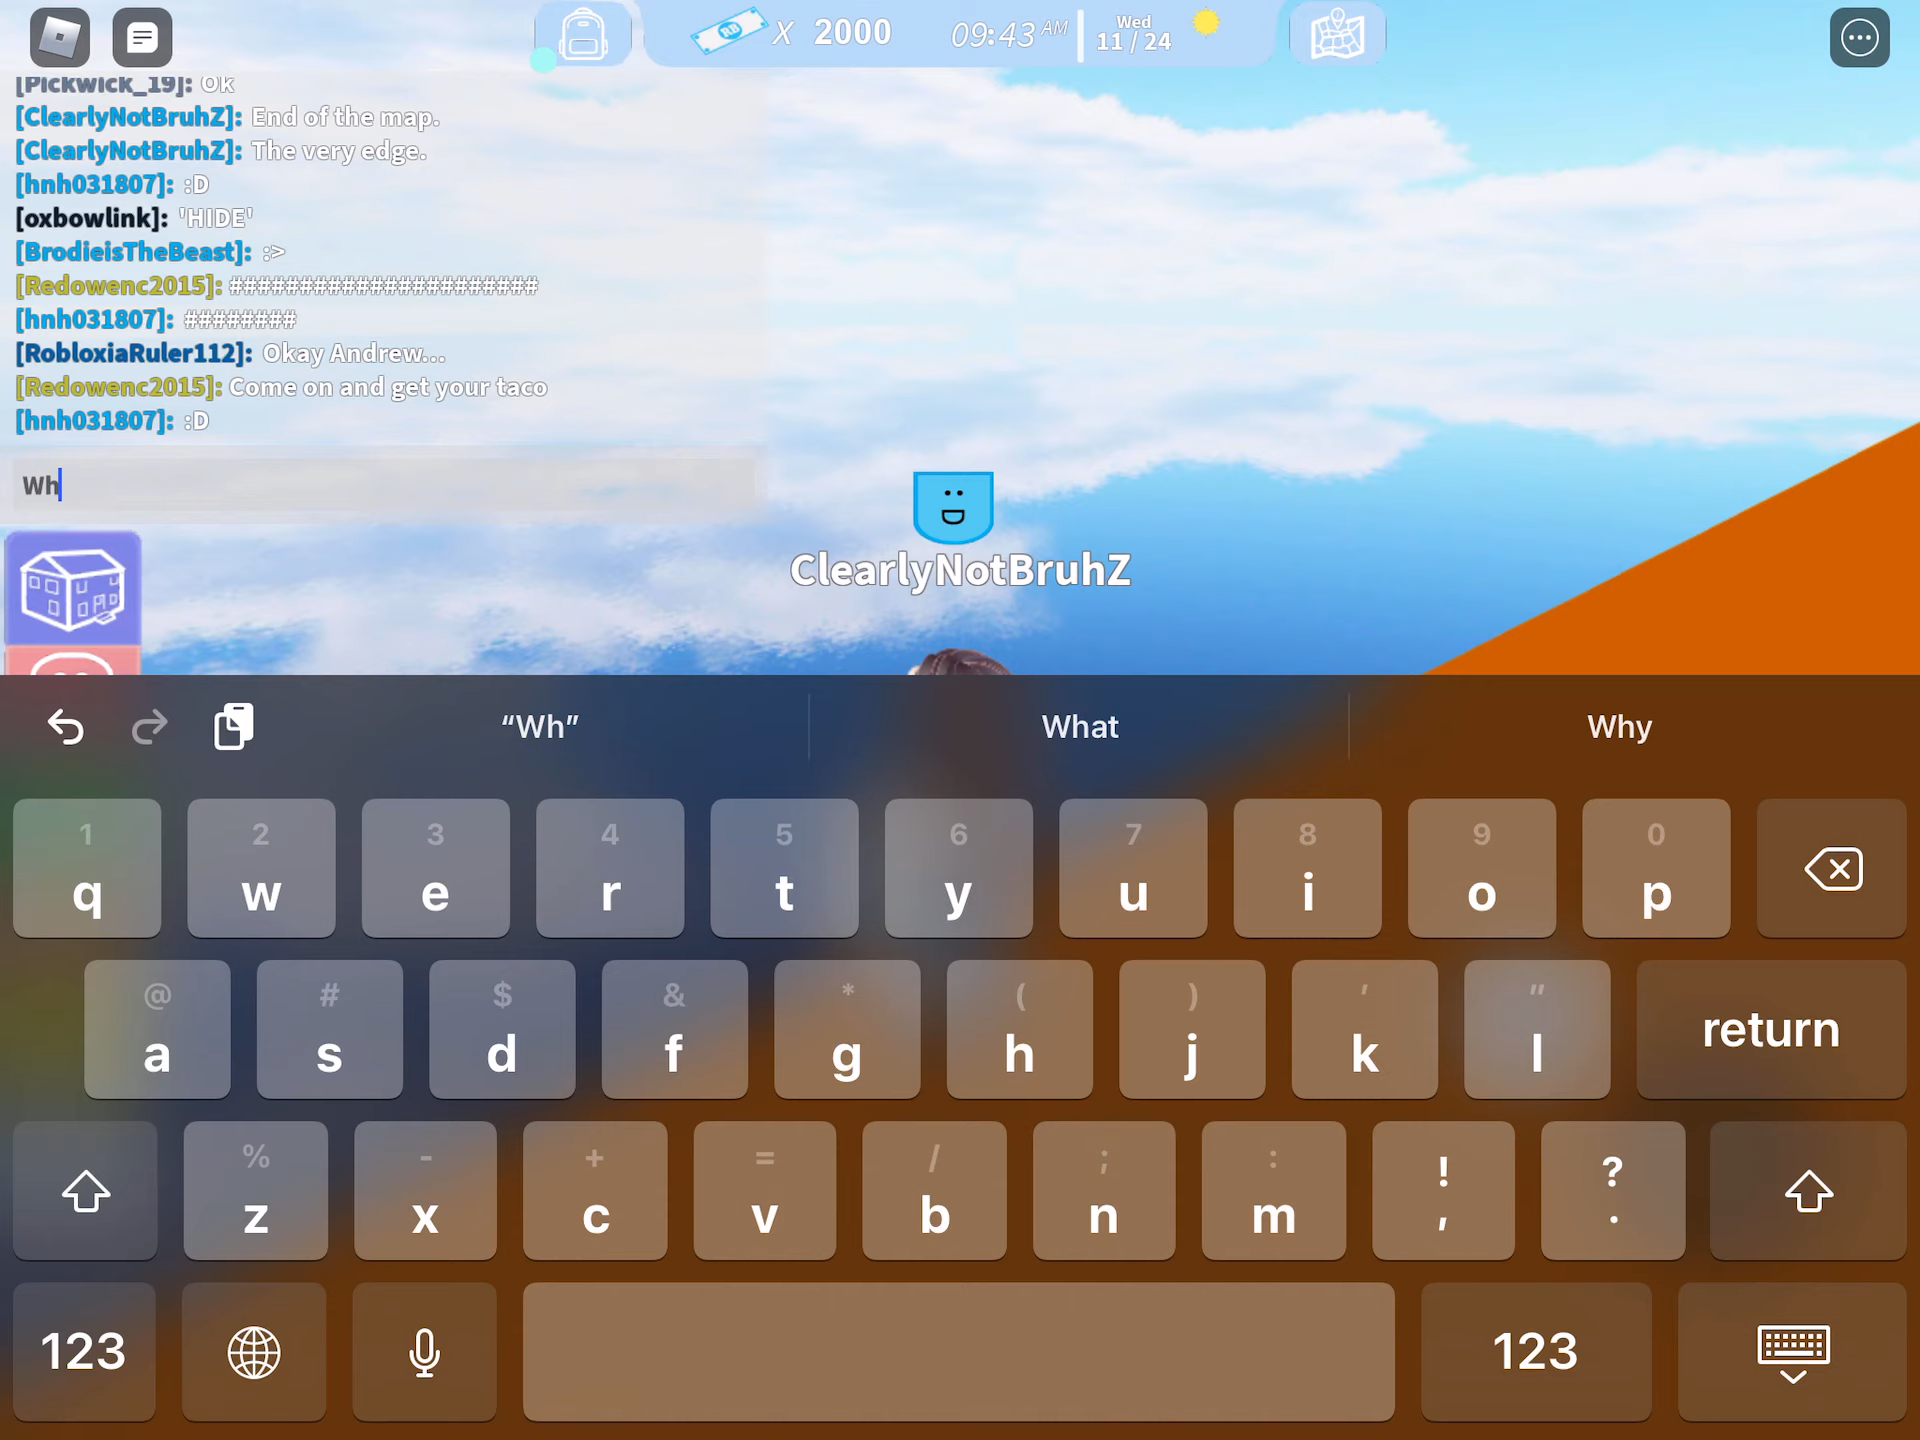 X 2000 09:43 AM Wed 11 / 24
[Pickwick_19]: Ok
[ClearlyNotBruhZ]: End of the map.
[ClearlyNotBruhZ]: The very edge.
[hnh031807]: :D
[oxbowlink]: 'HIDE'
[BrodieisTheBeast]: :>
[Redowenc2015]: ######################
[hnh031807]: ########
[RobloxiaRuler112]: Okay Andrew...
[Redowenc2015]: Come on and get your taco
[hnh031807]: :D
Wh
ClearlyNotBruhZ
“Wh” What Why
1 2 3 4 5 6 7 8 9 0
q w e r t y u i o p
@ # $ & * ( ) ' "
a s d f g h j k l return
% - + = / ; : ! ?
z x c v b n m , .
123 123